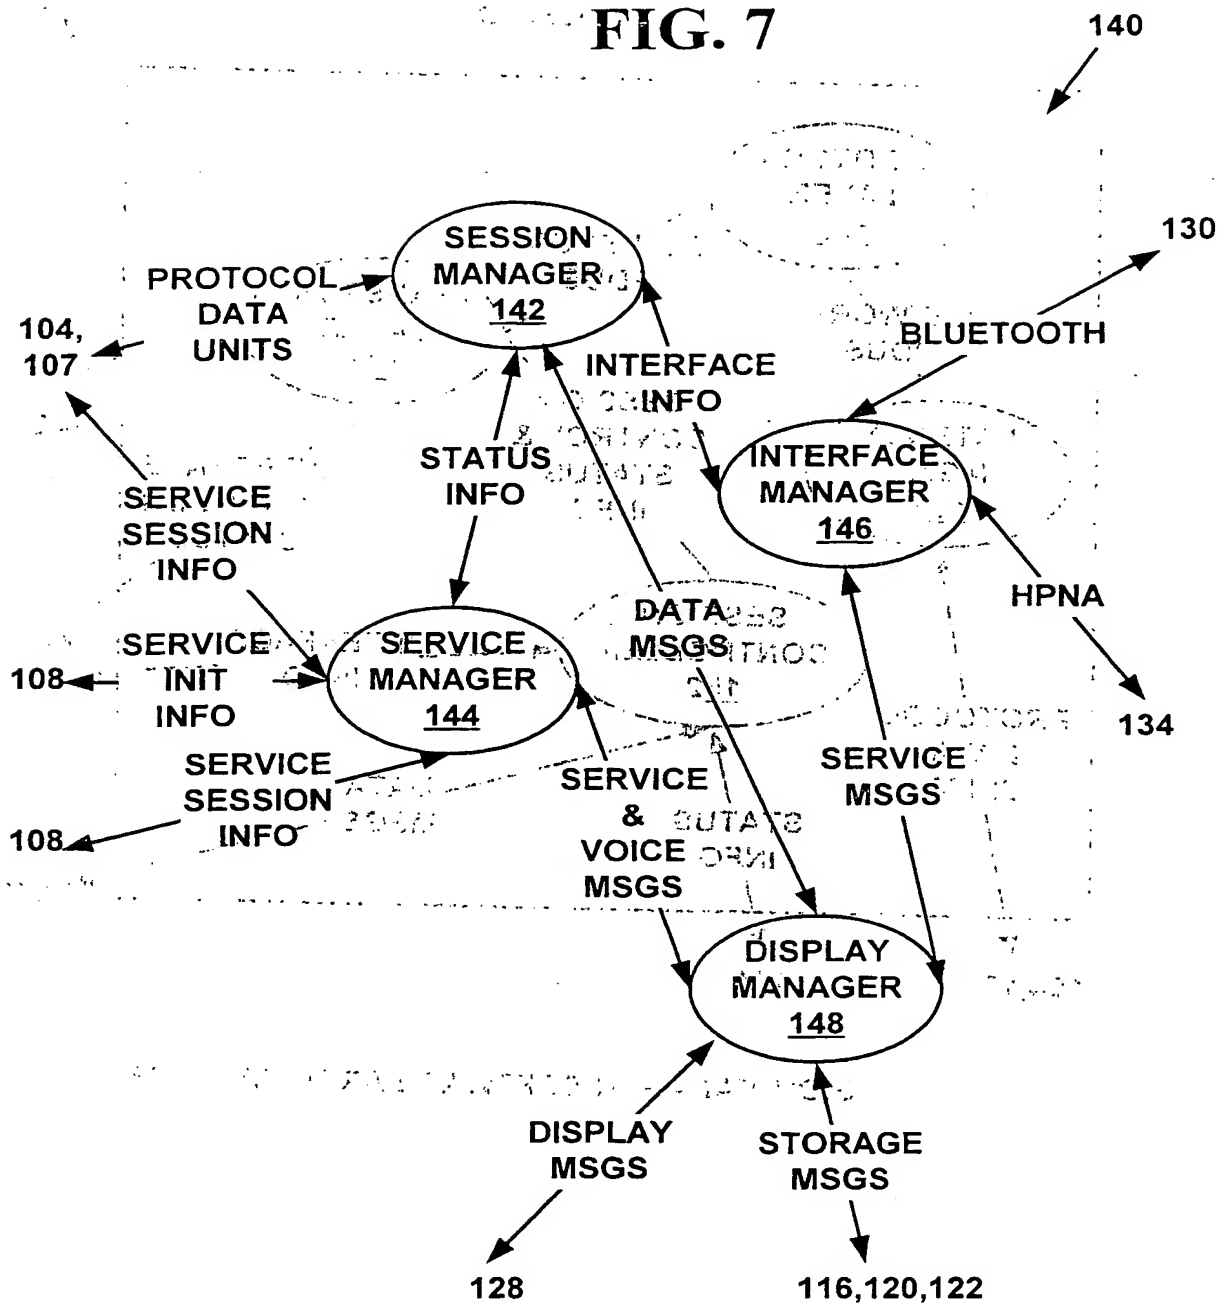 FIG. 7
140
SESSION
MANAGER
142
130
PROTOCOL
DATA
UNITS
104,
107
BLUETOOTH
INTERFACE
INFO
STATUS
INFO
INTERFACE
MANAGER
146
SERVICE
SESSION
INFO
HPNA
DATA
MSGS
SERVICE
INIT
INFO
108
SERVICE
MANAGER
144
134
SERVICE
MSGS
SERVICE
SESSION
INFO
108
SERVICE
&
VOICE
MSGS
DISPLAY
MANAGER
148
DISPLAY
MSGS
STORAGE
MSGS
128
116,120,122